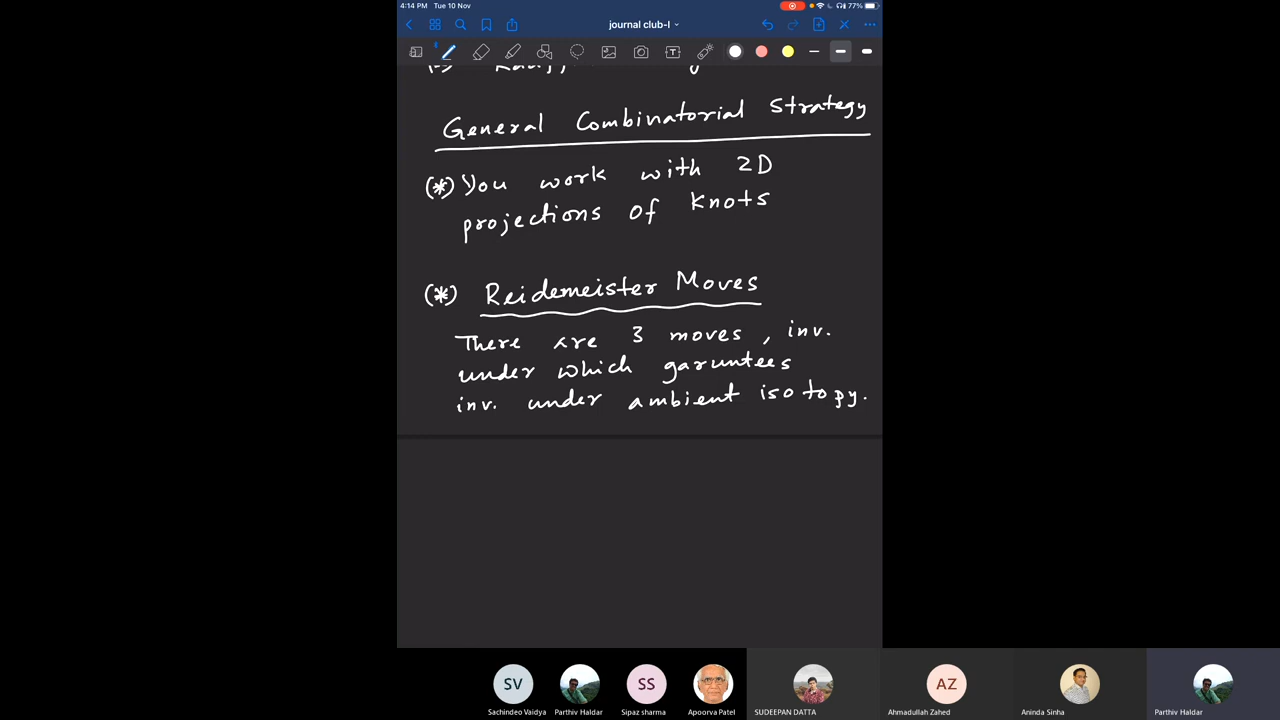 4:14 PM Tue 10 Nov
77%
journal club-I
General Combinatorial Strategy
(*) You work with 2D
projections of knots
(*) Reidemeister Moves
There are 3 moves, inv.
under which garuntees
inv. under ambient isotopy.
SV
SS
AZ
Sachindeo Vaidya
Parthiv Haldar
Sipaz sharma
Apoorva Patel
SUDEEPAN DATTA
Ahmadullah Zahed
Aninda Sinha
Parthiv Haldar